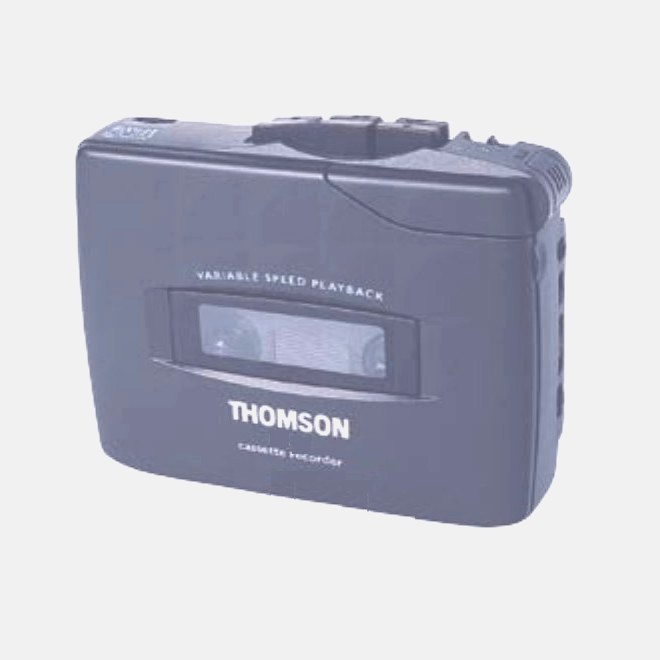 VARIABLE SPEED PLAYBACK
THOMSON
cassette recorder